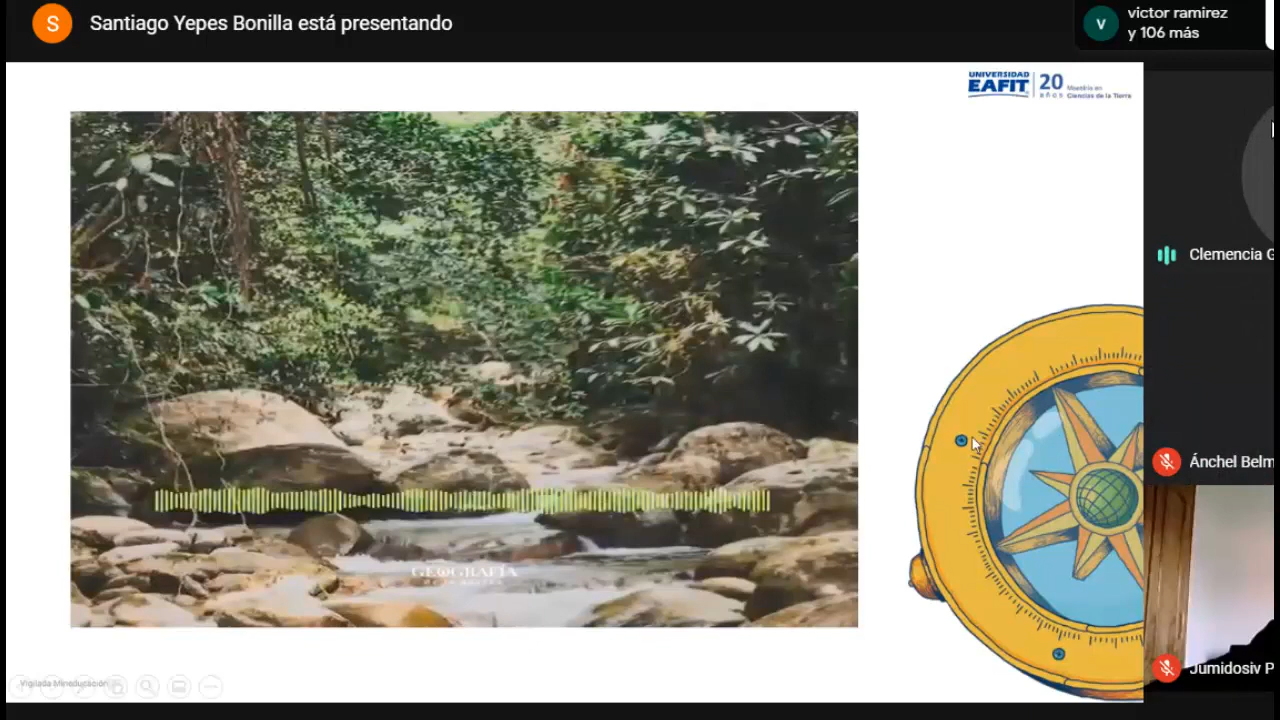 S
Santiago Yepes Bonilla está presentando
v
victor ramirez
y 106 más
UNIVERSIDAD
EAFIT
20
años
Maestría en
Ciencias de la Tierra
Clemencia G
Ánchel Belm
GEOGRAFÍA
Jumidosiv P
Vigilada Mineducación